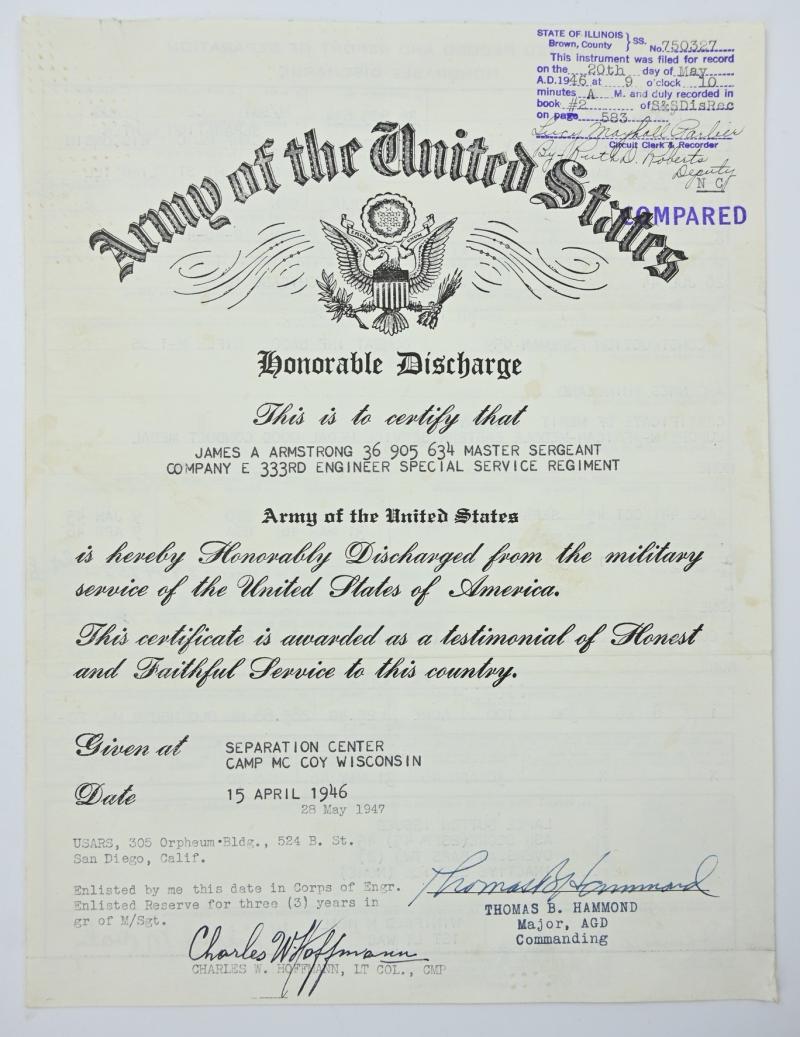 STATE OF ILLINOIS } SS.
Brown, County No. 750327
This instrument was filed for record
on the 20th day of May
A.D. 1946 at 9 o'clock 10
minutes A M. and duly recorded in
book #2 of S&SDisRec
on page 583
Lucy Mayhall Parlier
Circuit Clerk & Recorder
By Ruth D. Roberts
Deputy
N C
COMPARED
Army of the United States
Honorable Discharge
This is to certify that
JAMES A ARMSTRONG 36 905 634 MASTER SERGEANT
COMPANY E 333RD ENGINEER SPECIAL SERVICE REGIMENT
Army of the United States
is hereby Honorably Discharged from the military
service of the United States of America.
This certificate is awarded as a testimonial of Honest
and Faithful Service to this country.
Given at SEPARATION CENTER
CAMP MC COY WISCONSIN
Date 15 APRIL 1946
28 May 1947
USARS, 305 Orpheum Bldg., 524 B. St.
San Diego, Calif.
Enlisted by me this date in Corps of Engr.
Enlisted Reserve for three (3) years in
gr of M/Sgt.
Charles W. Hoffmann
CHARLES W. HOFFMANN, LT COL., CMP
Thomas B Hammond
THOMAS B. HAMMOND
Major, AGD
Commanding